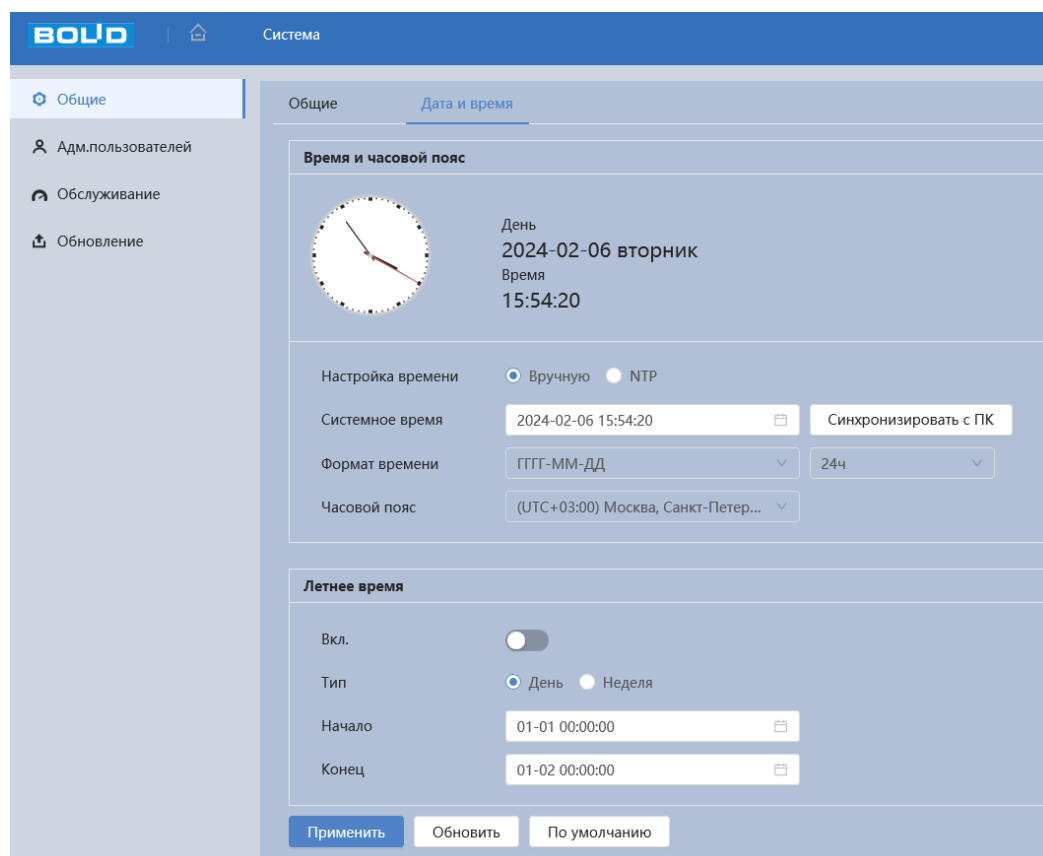 BOLID
Система
Общие
Адм.пользователей
Обслуживание
Обновление
Общие Дата и время
Время и часовой пояс
День
2024-02-06 вторник
Время
15:54:20
Настройка времени Вручную NTP
Системное время 2024-02-06 15:54:20 Синхронизировать с ПК
Формат времени ГГГГ-ММ-ДД 24ч
Часовой пояс (UTC+03:00) Москва, Санкт-Петер...
Летнее время
Вкл.
Тип День Неделя
Начало 01-01 00:00:00
Конец 01-02 00:00:00
Применить Обновить По умолчанию